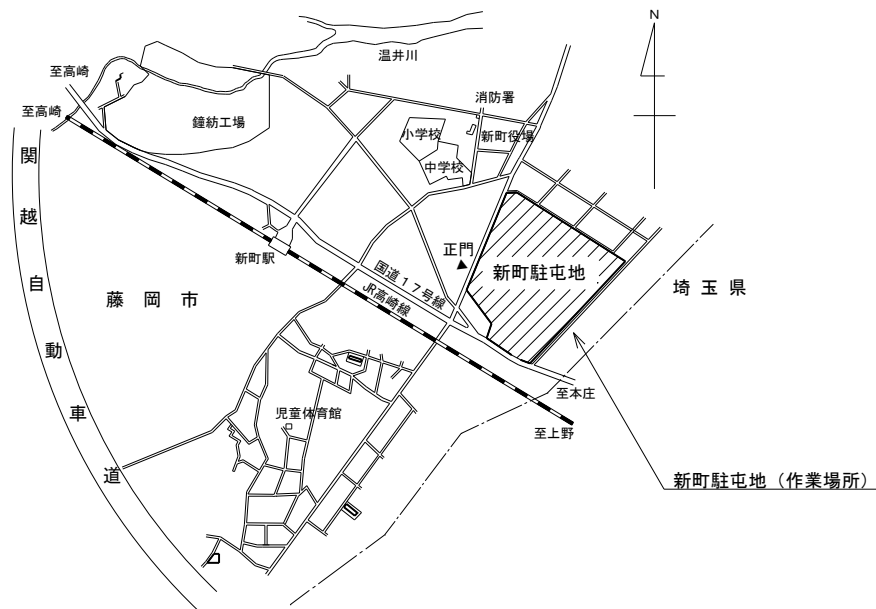 N
温井川
至高崎
消防署
至高崎
鐘紡工場
小学校
新町役場
中学校
関越自動車道
正門
新町駅
国道17号線
新町駐屯地
JR高崎線
埼玉県
藤岡市
至本庄
児童体育館
至上野
新町駐屯地（作業場所）